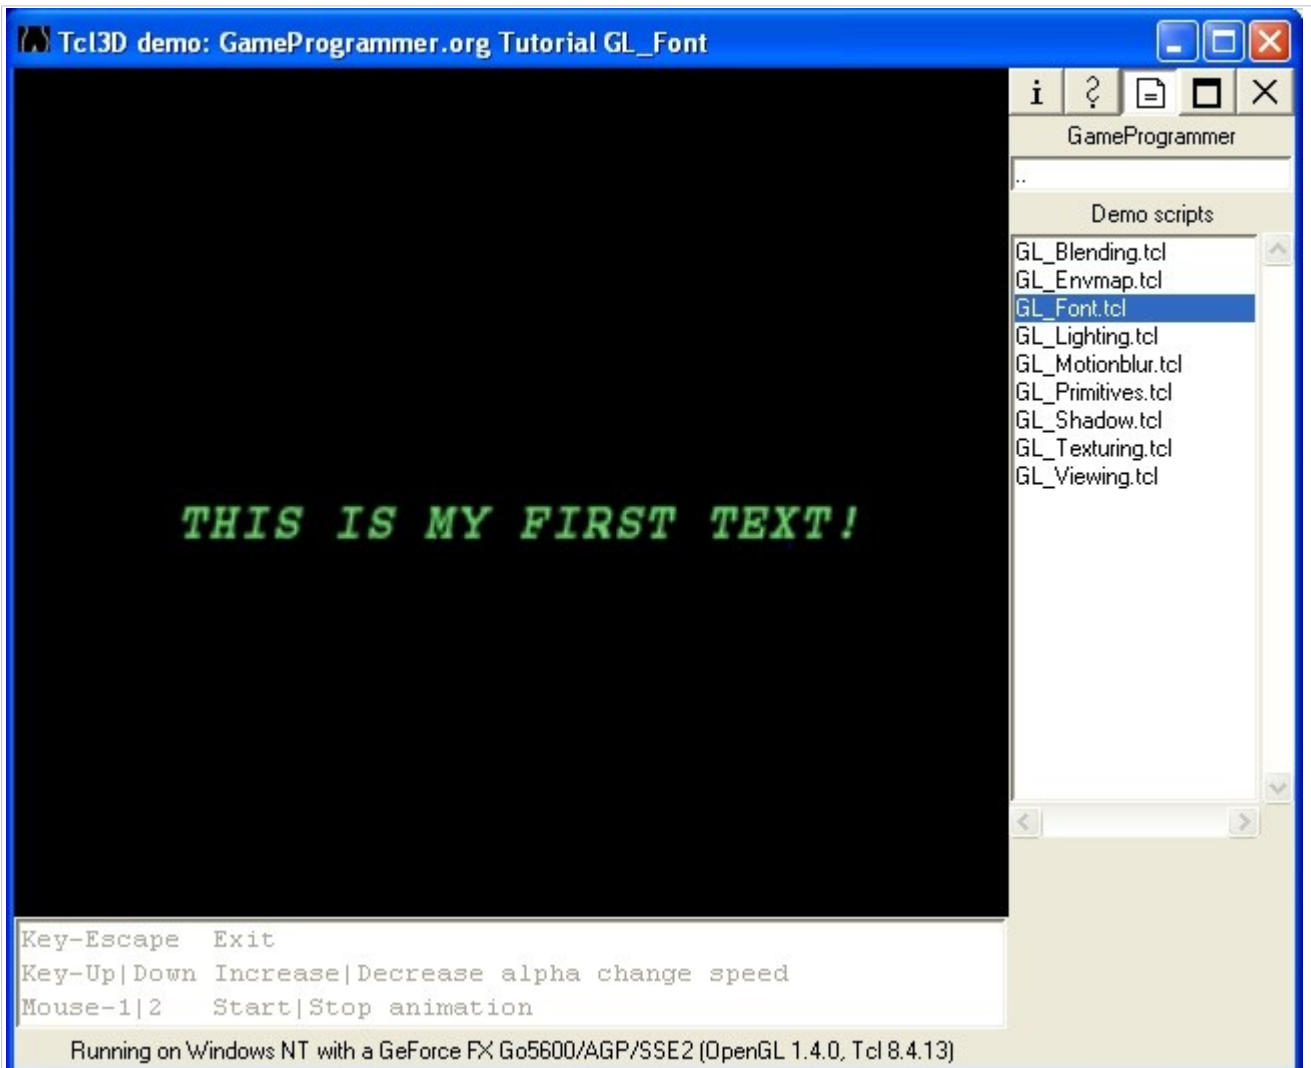 Tcl3D demo: GameProgrammer.org Tutorial GL_Font
GameProgrammer
..
Demo scripts
GL_Blending.tcl
GL_Envmap.tcl
GL_Font.tcl
GL_Lighting.tcl
GL_Motionblur.tcl
GL_Primitives.tcl
GL_Shadow.tcl
GL_Texturing.tcl
GL_Viewing.tcl
THIS IS MY FIRST TEXT!
Key-Escape Exit
Key-Up|Down Increase|Decrease alpha change speed
Mouse-1|2 Start|Stop animation
Running on Windows NT with a GeForce FX Go5600/AGP/SSE2 (OpenGL 1.4.0, Tcl 8.4.13)